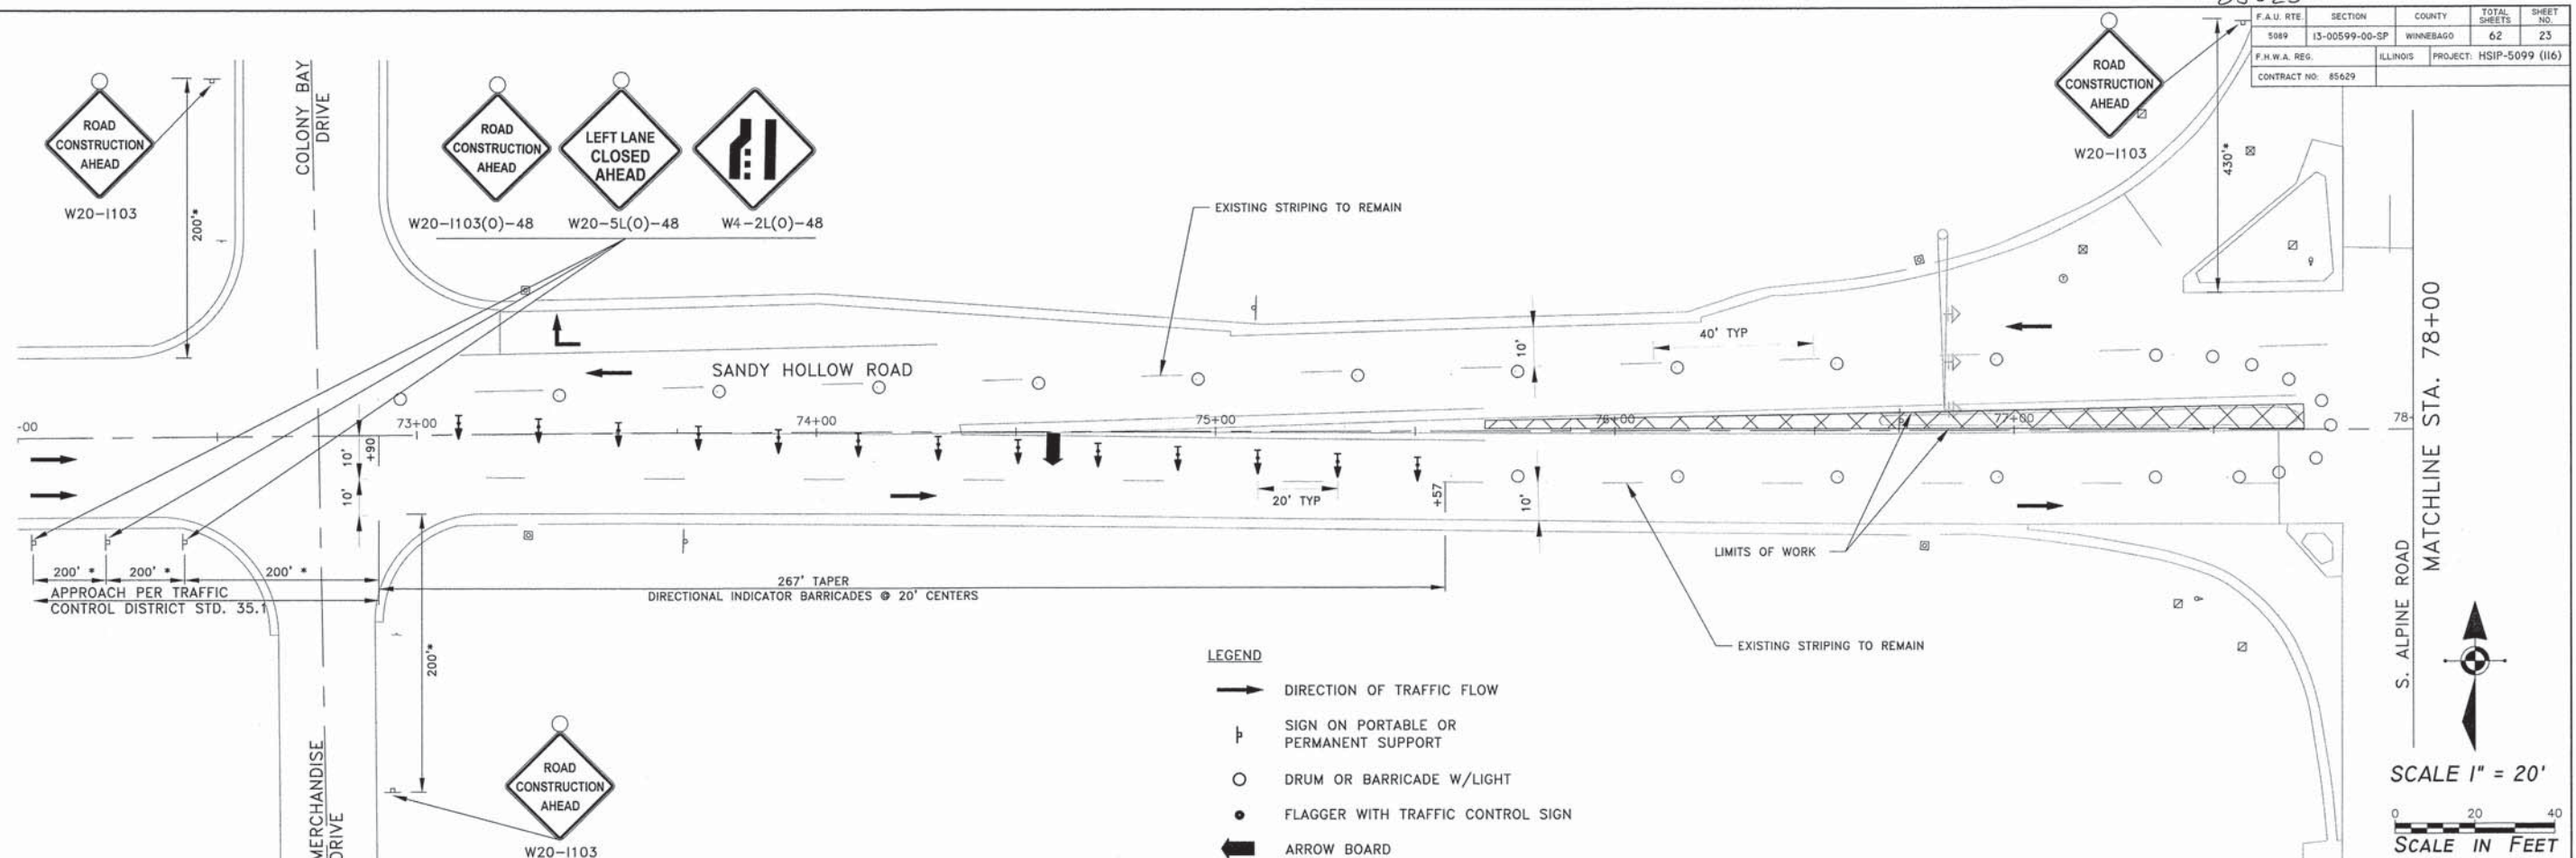 F.A.U. RTE.
SECTION
COUNTY
TOTAL SHEETS
SHEET NO.
5089
13-00599-00-SP
WINNEBAGO
62
23
F.H.W.A. REG.
ILLINOIS
PROJECT: HSIP-5099 (116)
CONTRACT NO: 85629
ROAD
CONSTRUCTION
AHEAD
W20-1103
200'*
COLONY BAY
DRIVE
ROAD
CONSTRUCTION
AHEAD
W20-1103(O)-48
LEFT LANE
CLOSED
AHEAD
W20-5L(O)-48
W4-2L(O)-48
EXISTING STRIPING TO REMAIN
ROAD
CONSTRUCTION
AHEAD
W20-1103
430'*
MATCHLINE STA. 78+00
S. ALPINE ROAD
40' TYP
10'
SANDY HOLLOW ROAD
-00
73+00
74+00
75+00
76+00
77+00
78+
+90
10'
10'
20' TYP
+57
10'
LIMITS OF WORK
200' *
200' *
200' *
APPROACH PER TRAFFIC
CONTROL DISTRICT STD. 35.1
267' TAPER
DIRECTIONAL INDICATOR BARRICADES @ 20' CENTERS
200'*
EXISTING STRIPING TO REMAIN
MERCHANDISE
DRIVE
ROAD
CONSTRUCTION
AHEAD
W20-1103
LEGEND
DIRECTION OF TRAFFIC FLOW
SIGN ON PORTABLE OR
PERMANENT SUPPORT
DRUM OR BARRICADE W/LIGHT
FLAGGER WITH TRAFFIC CONTROL SIGN
ARROW BOARD
SCALE 1" = 20'
0 20 40
SCALE IN FEET